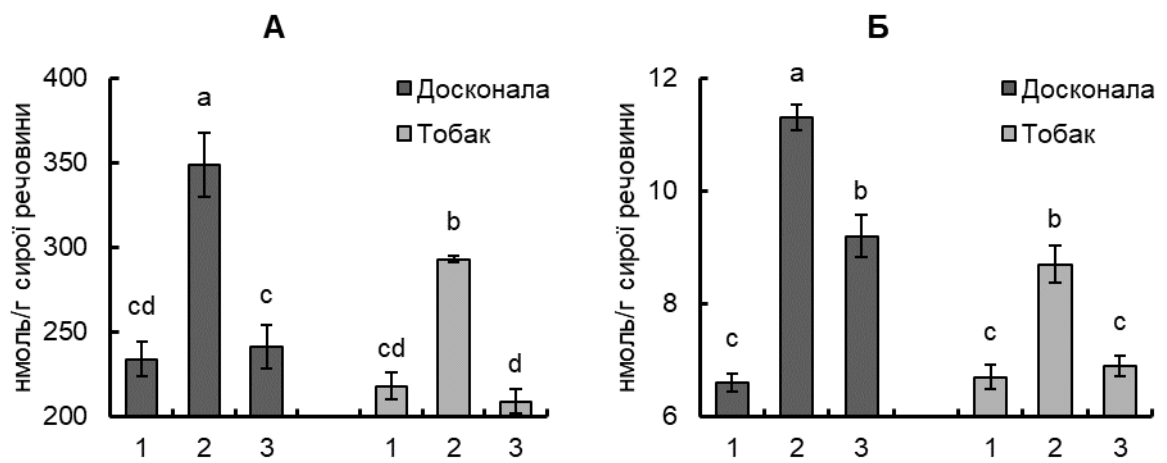 А
нмоль/г сирої речовини
400
350
300
250
200
cd
a
c
cd
b
d
Досконала
Тобак
1 2 3 1 2 3
Б
нмоль/г сирої речовини
12
10
8
6
c
a
b
c
b
c
Досконала
Тобак
1 2 3 1 2 3